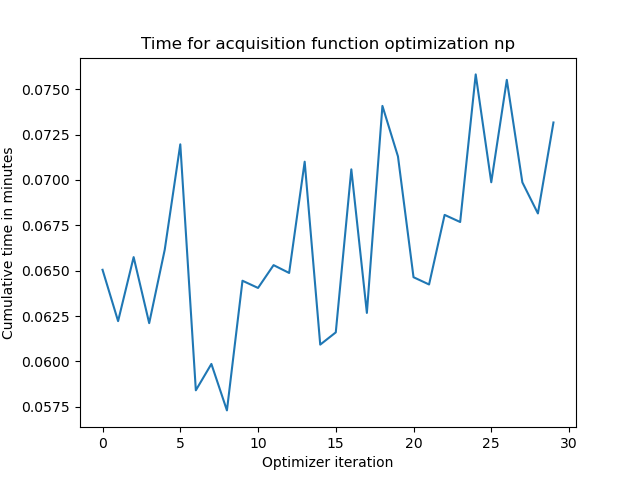 Time for acquisition function optimization np
Cumulative time in minutes
0.0750
0.0725
0.0700
0.0675
0.0650
0.0625
0.0600
0.0575
0 5 10 15 20 25 30
Optimizer iteration